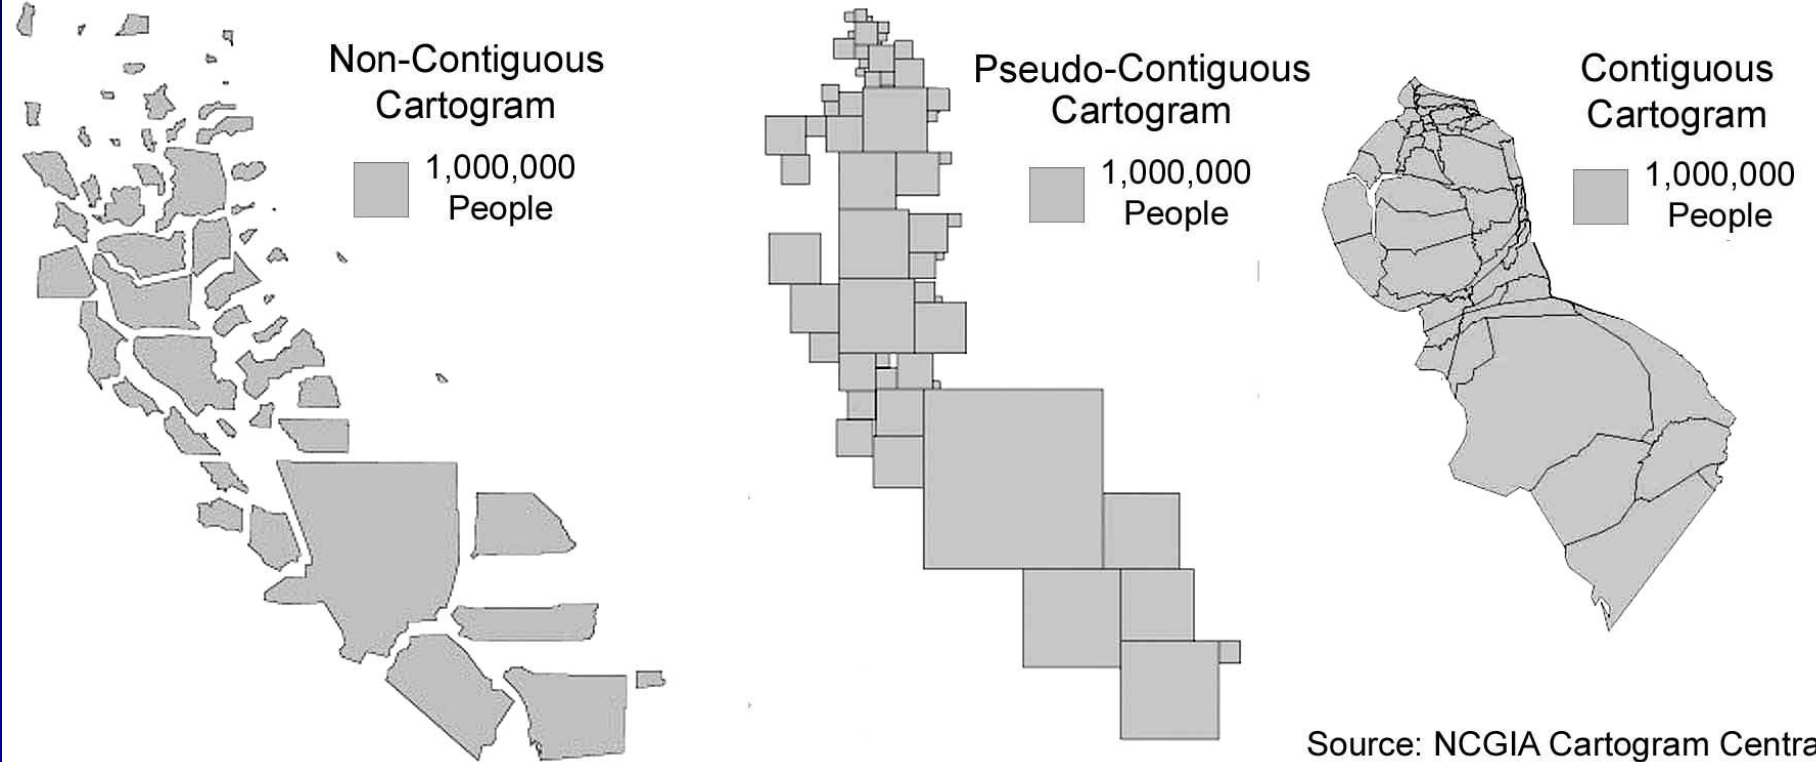 Non-Contiguous
Cartogram
1,000,000
People
Pseudo-Contiguous
Cartogram
1,000,000
People
Contiguous
Cartogram
1,000,000
People
Source: NCGIA Cartogram Centra